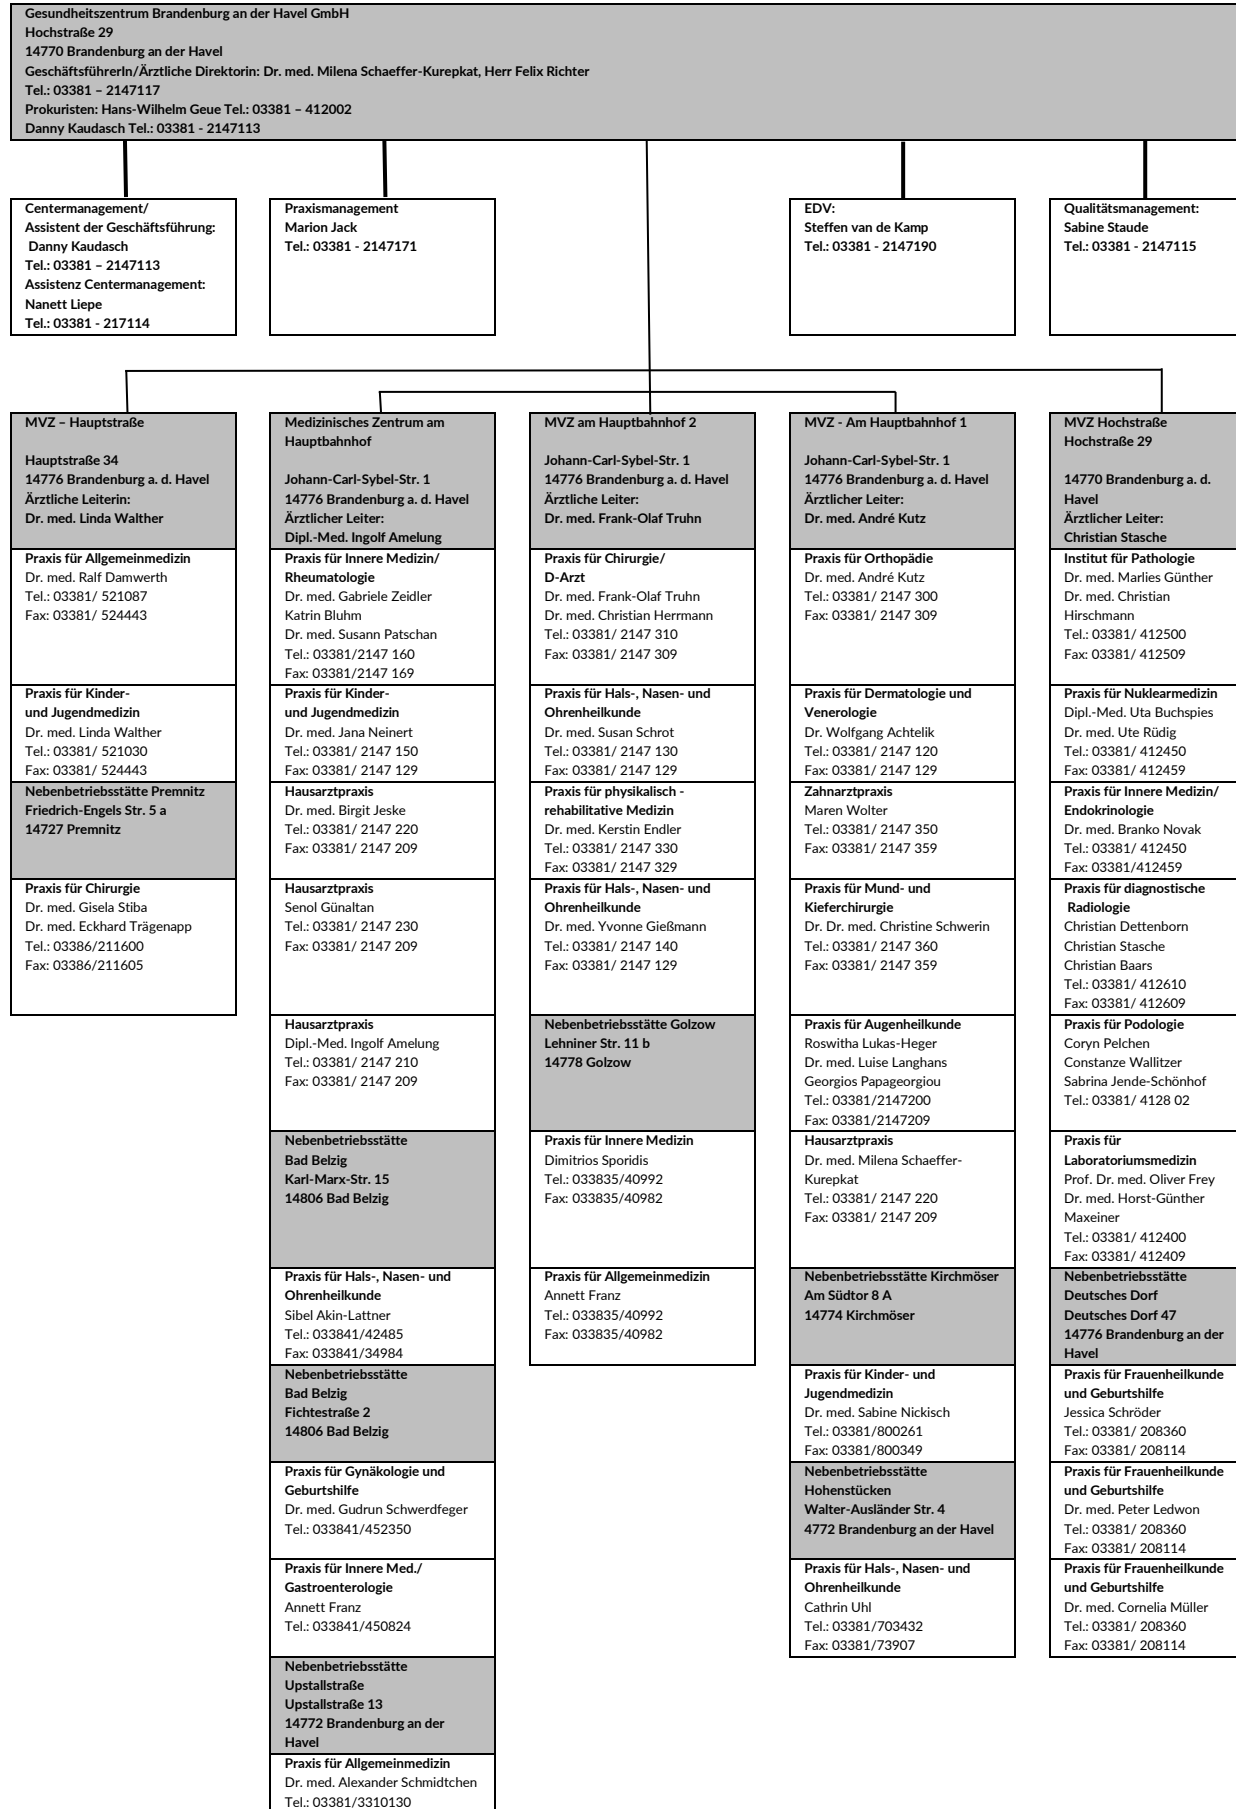 Gesundheitszentrum Brandenburg an der Havel GmbH
Hochstraße 29
14770 Brandenburg an der Havel
GeschäftsführerIn/Ärztliche Direktorin: Dr. med. Milena Schaeffer-Kurepkat, Herr Felix Richter
Tel.: 03381 – 2147117
Prokuristen: Hans-Wilhelm Geue Tel.: 03381 – 412002
Danny Kaudasch Tel.: 03381 - 2147113
Centermanagement/
Assistent der Geschäftsführung:
Danny Kaudasch
Tel.: 03381 – 2147113
Assistenz Centermanagement:
Nanett Liepe
Tel.: 03381 - 217114
Praxismanagement
Marion Jack
Tel.: 03381 - 2147171
EDV:
Steffen van de Kamp
Tel.: 03381 - 2147190
Qualitätsmanagement:
Sabine Staude
Tel.: 03381 - 2147115
MVZ – Hauptstraße
Hauptstraße 34
14776 Brandenburg a. d. Havel
Ärztliche Leiterin:
Dr. med. Linda Walther
Praxis für Allgemeinmedizin
Dr. med. Ralf Damwerth
Tel.: 03381/ 521087
Fax: 03381/ 524443
Praxis für Kinder-
und Jugendmedizin
Dr. med. Linda Walther
Tel.: 03381/ 521030
Fax: 03381/ 524443
Nebenbetriebsstätte Premnitz
Friedrich-Engels Str. 5 a
14727 Premnitz
Praxis für Chirurgie
Dr. med. Gisela Stiba
Dr. med. Eckhard Trägenapp
Tel.: 03386/211600
Fax: 03386/211605
Medizinisches Zentrum am
Hauptbahnhof
Johann-Carl-Sybel-Str. 1
14776 Brandenburg a. d. Havel
Ärztlicher Leiter:
Dipl.-Med. Ingolf Amelung
Praxis für Innere Medizin/
Rheumatologie
Dr. med. Gabriele Zeidler
Katrin Bluhm
Dr. med. Susann Patschan
Tel.: 03381/2147 160
Fax: 03381/2147 169
Praxis für Kinder-
und Jugendmedizin
Dr. med. Jana Neinert
Tel.: 03381/ 2147 150
Fax: 03381/ 2147 129
Hausarztpraxis
Dr. med. Birgit Jeske
Tel.: 03381/ 2147 220
Fax: 03381/ 2147 209
Hausarztpraxis
Senol Günaltan
Tel.: 03381/ 2147 230
Fax: 03381/ 2147 209
Hausarztpraxis
Dipl.-Med. Ingolf Amelung
Tel.: 03381/ 2147 210
Fax: 03381/ 2147 209
Nebenbetriebsstätte
Bad Belzig
Karl-Marx-Str. 15
14806 Bad Belzig
Praxis für Hals-, Nasen- und
Ohrenheilkunde
Sibel Akin-Lattner
Tel.: 033841/42485
Fax: 033841/34984
Nebenbetriebsstätte
Bad Belzig
Fichtestraße 2
14806 Bad Belzig
Praxis für Gynäkologie und
Geburtshilfe
Dr. med. Gudrun Schwerdfeger
Tel.: 033841/452350
Praxis für Innere Med./
Gastroenterologie
Annett Franz
Tel.: 033841/450824
Nebenbetriebsstätte
Upstallstraße
Upstallstraße 13
14772 Brandenburg an der
Havel
Praxis für Allgemeinmedizin
Dr. med. Alexander Schmidtchen
Tel.: 03381/3310130
MVZ am Hauptbahnhof 2
Johann-Carl-Sybel-Str. 1
14776 Brandenburg a. d. Havel
Ärztliche Leiter:
Dr. med. Frank-Olaf Truhn
Praxis für Chirurgie/
D-Arzt
Dr. med. Frank-Olaf Truhn
Dr. med. Christian Herrmann
Tel.: 03381/ 2147 310
Fax: 03381/ 2147 309
Praxis für Hals-, Nasen- und
Ohrenheilkunde
Dr. med. Susan Schrot
Tel.: 03381/ 2147 130
Fax: 03381/ 2147 129
Praxis für physikalisch -
rehabilitative Medizin
Dr. med. Kerstin Endler
Tel.: 03381/ 2147 330
Fax: 03381/ 2147 329
Praxis für Hals-, Nasen- und
Ohrenheilkunde
Dr. med. Yvonne Gießmann
Tel.: 03381/ 2147 140
Fax: 03381/ 2147 129
Nebenbetriebsstätte Golzow
Lehniner Str. 11 b
14778 Golzow
Praxis für Innere Medizin
Dimitrios Sporidis
Tel.: 033835/40992
Fax: 033835/40982
Praxis für Allgemeinmedizin
Annett Franz
Tel.: 033835/40992
Fax: 033835/40982
MVZ - Am Hauptbahnhof 1
Johann-Carl-Sybel-Str. 1
14776 Brandenburg a. d. Havel
Ärztlicher Leiter:
Dr. med. André Kutz
Praxis für Orthopädie
Dr. med. André Kutz
Tel.: 03381/ 2147 300
Fax: 03381/ 2147 309
Praxis für Dermatologie und
Venerologie
Dr. Wolfgang Achtelik
Tel.: 03381/ 2147 120
Fax: 03381/ 2147 129
Zahnarztpraxis
Maren Wolter
Tel.: 03381/ 2147 350
Fax: 03381/ 2147 359
Praxis für Mund- und
Kieferchirurgie
Dr. Dr. med. Christine Schwerin
Tel.: 03381/ 2147 360
Fax: 03381/ 2147 359
Praxis für Augenheilkunde
Roswitha Lukas-Heger
Dr. med. Luise Langhans
Georgios Papageorgiou
Tel.: 03381/2147200
Fax: 03381/2147209
Hausarztpraxis
Dr. med. Milena Schaeffer-
Kurepkat
Tel.: 03381/ 2147 220
Fax: 03381/ 2147 209
Nebenbetriebsstätte Kirchmöser
Am Südtor 8 A
14774 Kirchmöser
Praxis für Kinder- und
Jugendmedizin
Dr. med. Sabine Nickisch
Tel.: 03381/800261
Fax: 03381/800349
Nebenbetriebsstätte
Hohenstücken
Walter-Ausländer Str. 4
4772 Brandenburg an der Havel
Praxis für Hals-, Nasen- und
Ohrenheilkunde
Cathrin Uhl
Tel.: 03381/703432
Fax: 03381/73907
MVZ Hochstraße
Hochstraße 29
14770 Brandenburg a. d.
Havel
Ärztlicher Leiter:
Christian Stasche
Institut für Pathologie
Dr. med. Marlies Günther
Dr. med. Christian
Hirschmann
Tel.: 03381/ 412500
Fax: 03381/ 412509
Praxis für Nuklearmedizin
Dipl.-Med. Uta Buchspies
Dr. med. Ute Rüdig
Tel.: 03381/ 412450
Fax: 03381/ 412459
Praxis für Innere Medizin/
Endokrinologie
Dr. med. Branko Novak
Tel.: 03381/ 412450
Fax: 03381/412459
Praxis für diagnostische
Radiologie
Christian Dettenborn
Christian Stasche
Christian Baars
Tel.: 03381/ 412610
Fax: 03381/ 412609
Praxis für Podologie
Coryn Pelchen
Constanze Wallitzer
Sabrina Jende-Schönhof
Tel.: 03381/ 4128 02
Praxis für
Laboratoriumsmedizin
Prof. Dr. med. Oliver Frey
Dr. med. Horst-Günther
Maxeiner
Tel.: 03381/ 412400
Fax: 03381/ 412409
Nebenbetriebsstätte
Deutsches Dorf
Deutsches Dorf 47
14776 Brandenburg an der
Havel
Praxis für Frauenheilkunde
und Geburtshilfe
Jessica Schröder
Tel.: 03381/ 208360
Fax: 03381/ 208114
Praxis für Frauenheilkunde
und Geburtshilfe
Dr. med. Peter Ledwon
Tel.: 03381/ 208360
Fax: 03381/ 208114
Praxis für Frauenheilkunde
und Geburtshilfe
Dr. med. Cornelia Müller
Tel.: 03381/ 208360
Fax: 03381/ 208114